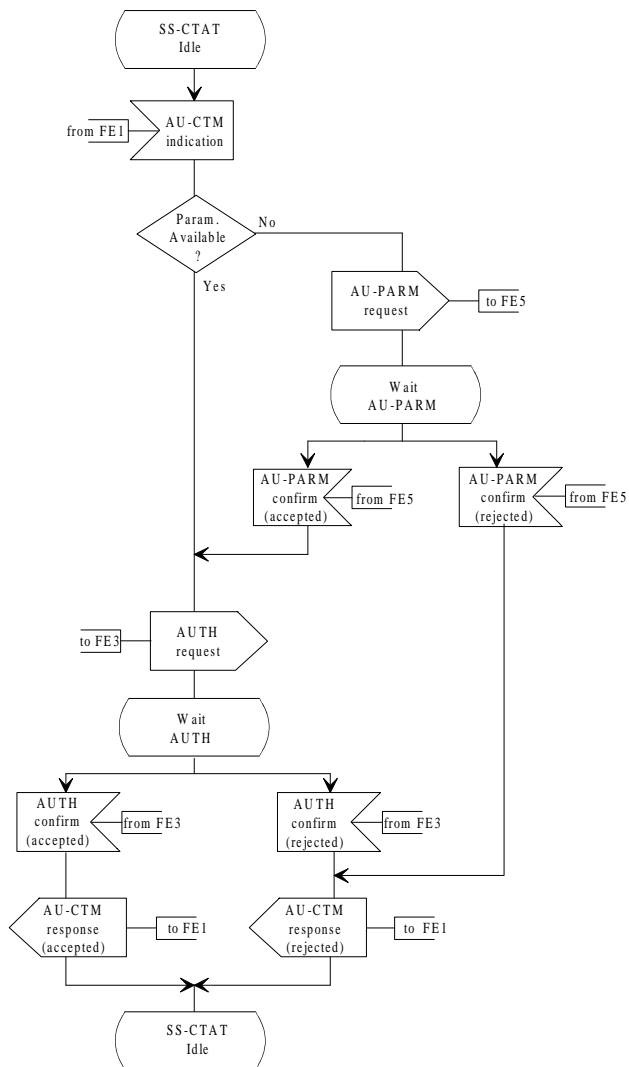 SS-CTAT
Idle
from FE1
AU-CTM
indication
Param.
Available
?
No
Yes
AU-PARM
request
to FE5
Wait
AU-PARM
AU-PARM
confirm
(accepted)
from FE5
AU-PARM
confirm
(rejected)
from FE5
to FE3
AUTH
request
Wait
AUTH
AUTH
confirm
(accepted)
from FE3
AUTH
confirm
(rejected)
from FE3
AU-CTM
response
(accepted)
to FE1
AU-CTM
response
(rejected)
to FE1
SS-CTAT
Idle